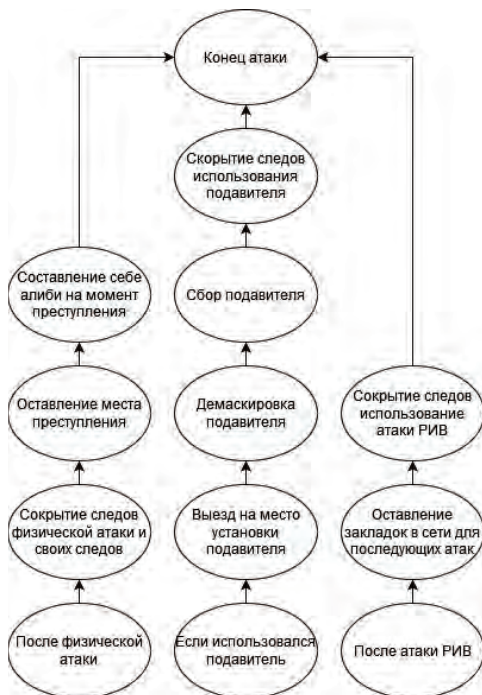 Конец атаки
Скорытие следов
использования
подавителя
Составление себе
алиби на момент
преступления
Сбор подавителя
Оставление места
преступления
Демаскировка
подавителя
Сокрытие следов
использование
атаки РИВ
Сокрытие следов
физической атаки и
своих следов
Выезд на место
установки
подавителя
Оставление
закладок в сети для
последующих атак
После физической
атаки
Если использовался
подавитель
После атаки РИВ